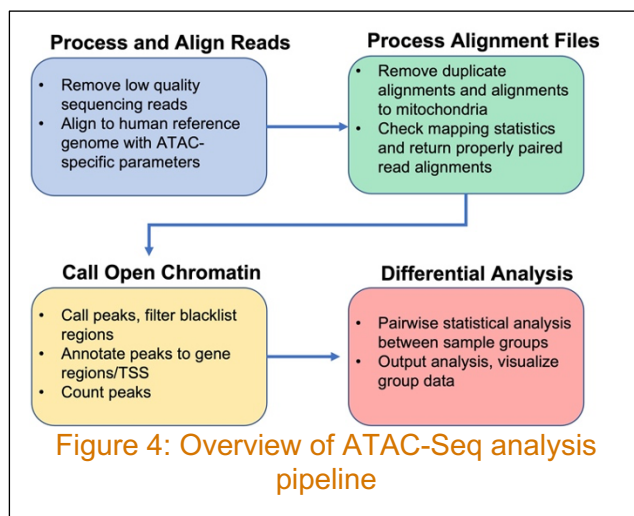 Process and Align Reads
• Remove low quality
sequencing reads
• Align to human reference
genome with ATAC-
specific parameters
Process Alignment Files
• Remove duplicate
alignments and alignments
to mitochondria
• Check mapping statistics
and return properly paired
read alignments
Call Open Chromatin
• Call peaks, filter blacklist
regions
• Annotate peaks to gene
regions/TSS
• Count peaks
Differential Analysis
• Pairwise statistical analysis
between sample groups
• Output analysis, visualize
group data
Figure 4: Overview of ATAC-Seq analysis
pipeline